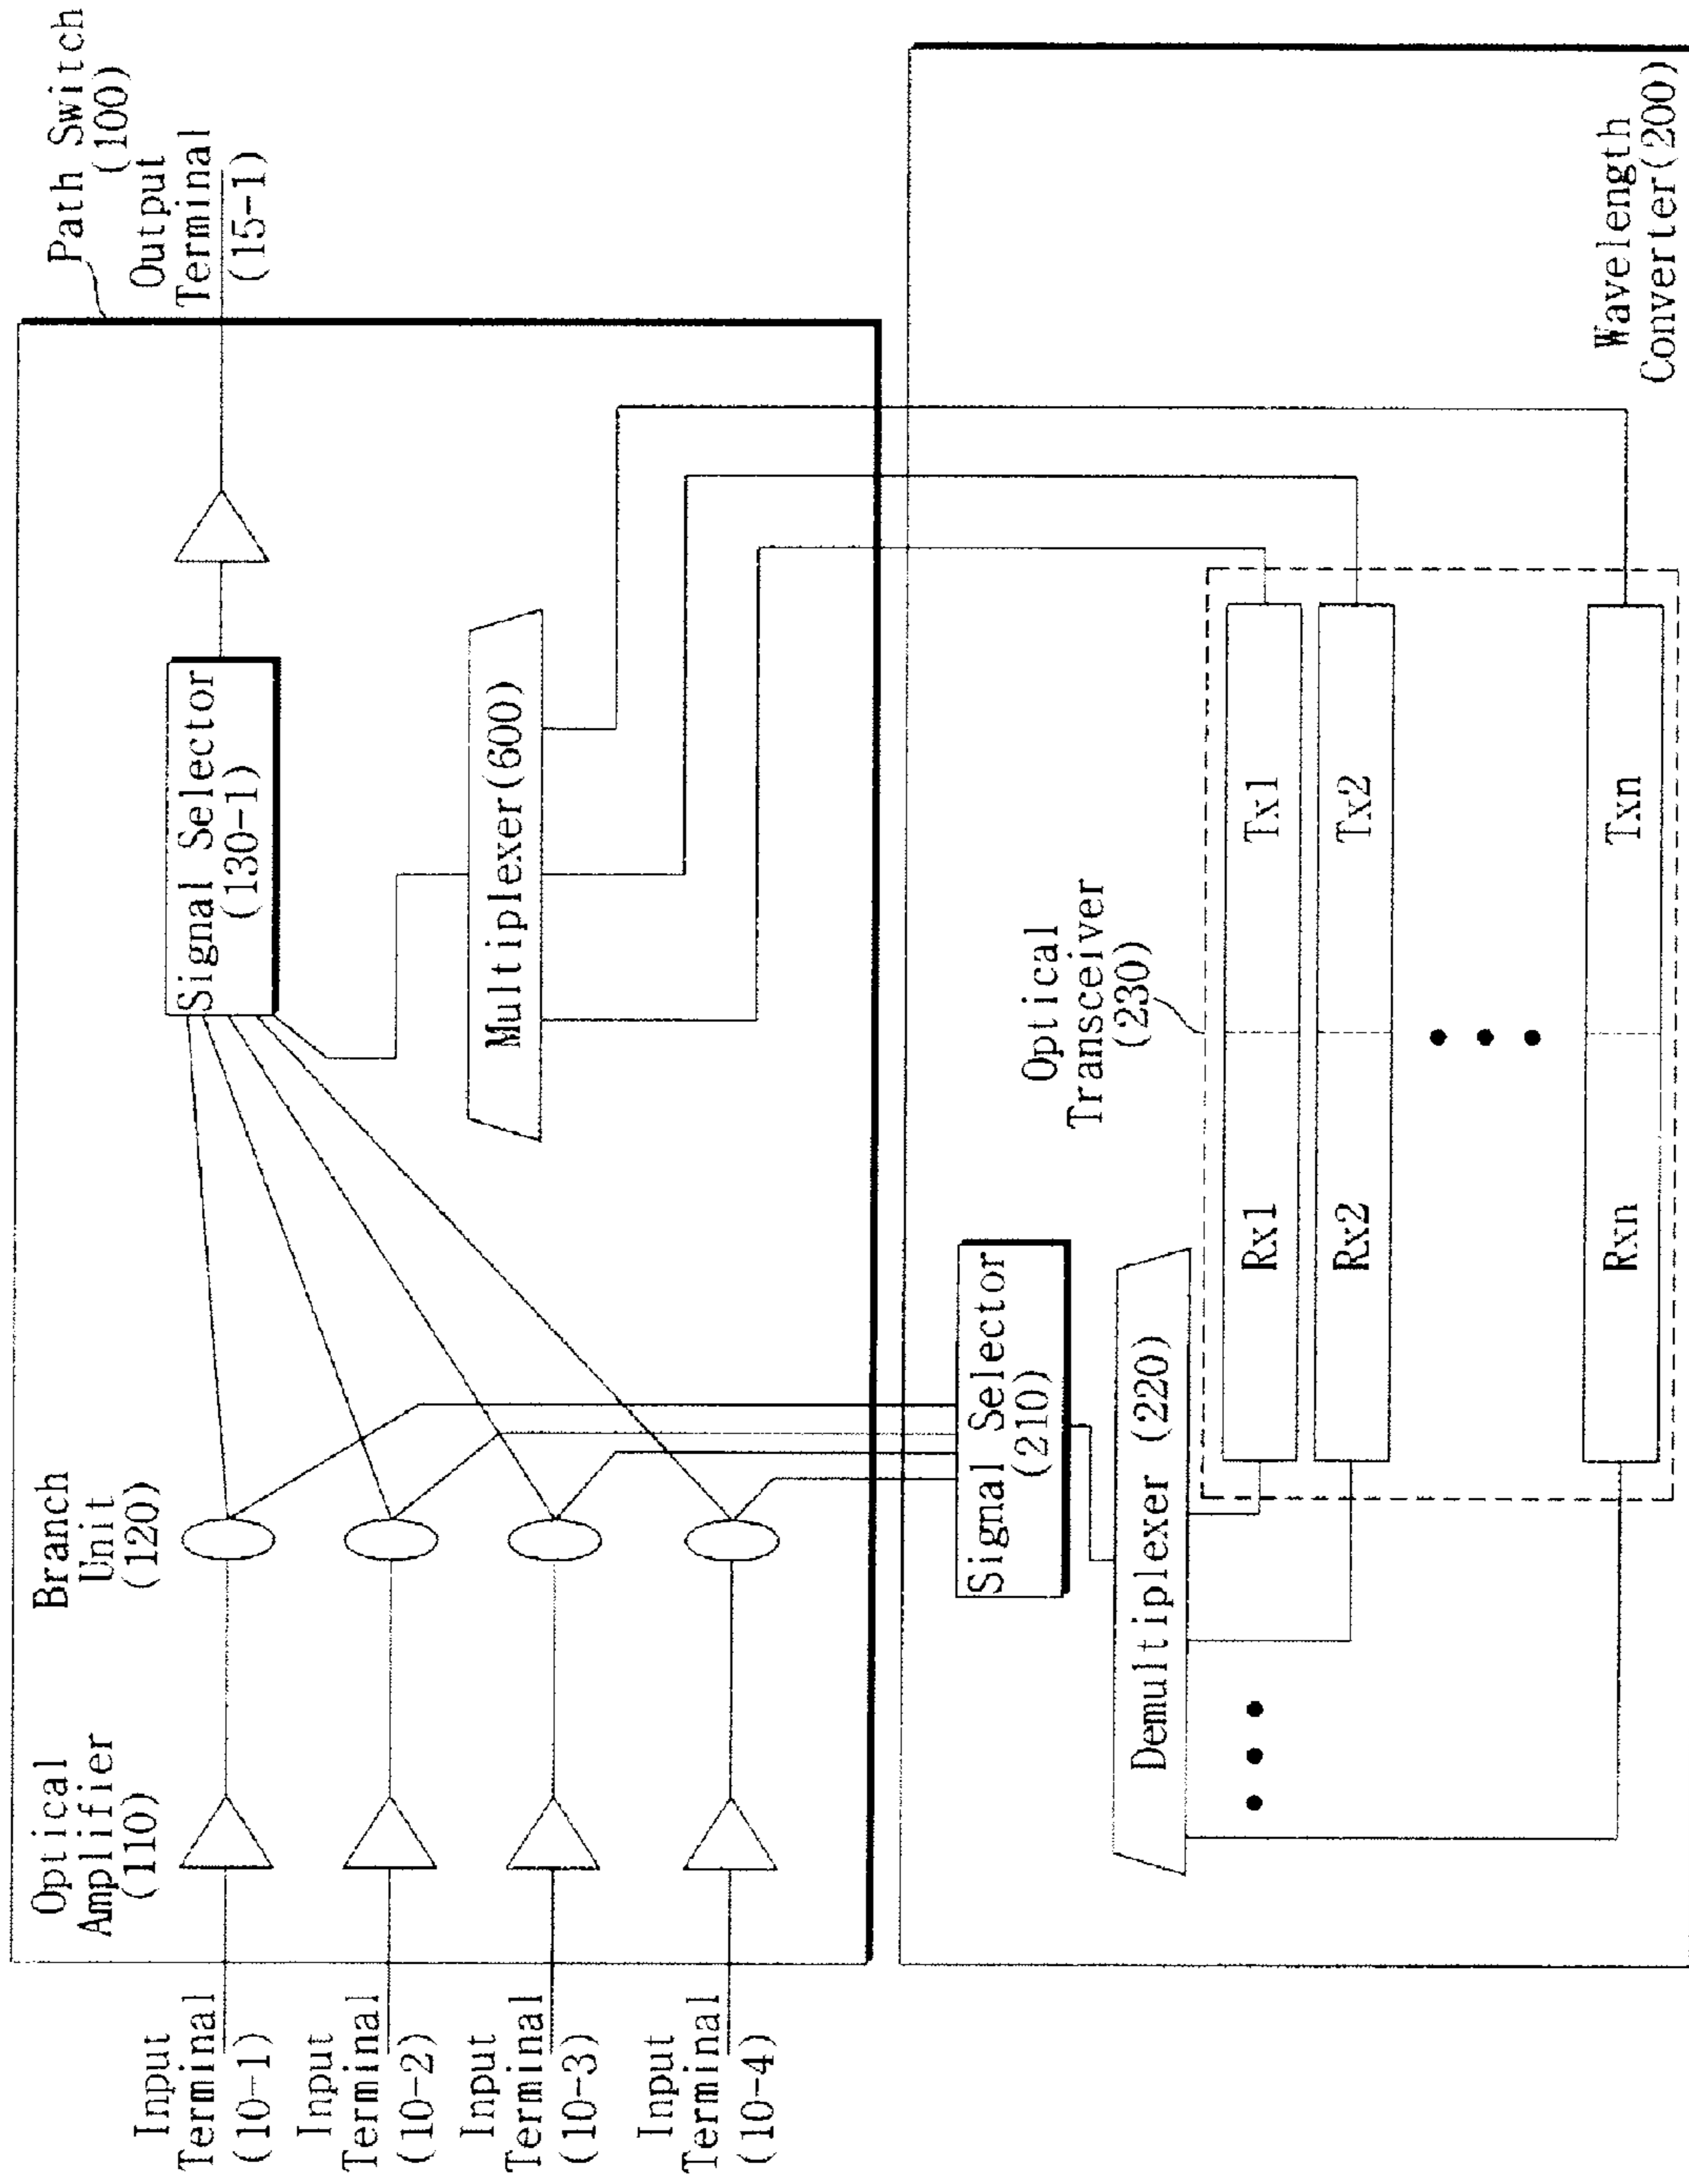 Path Switch
(100)
Output
Terminal
(15-1)
Optical
Amplifier
(110)
Branch
Unit
(120)
Signal Selector
(130-1)
Multiplexer(600)
Input
Terminal
(10-1)
Input
Terminal
(10-2)
Input
Terminal
(10-3)
Input
Terminal
(10-4)
Signal Selector
(210)
Demultiplexer (220)
Optical
Transceiver
(230)
Rx1
Tx1
Rx2
Tx2
Rxn
Txn
Wavelength
Converter(200)